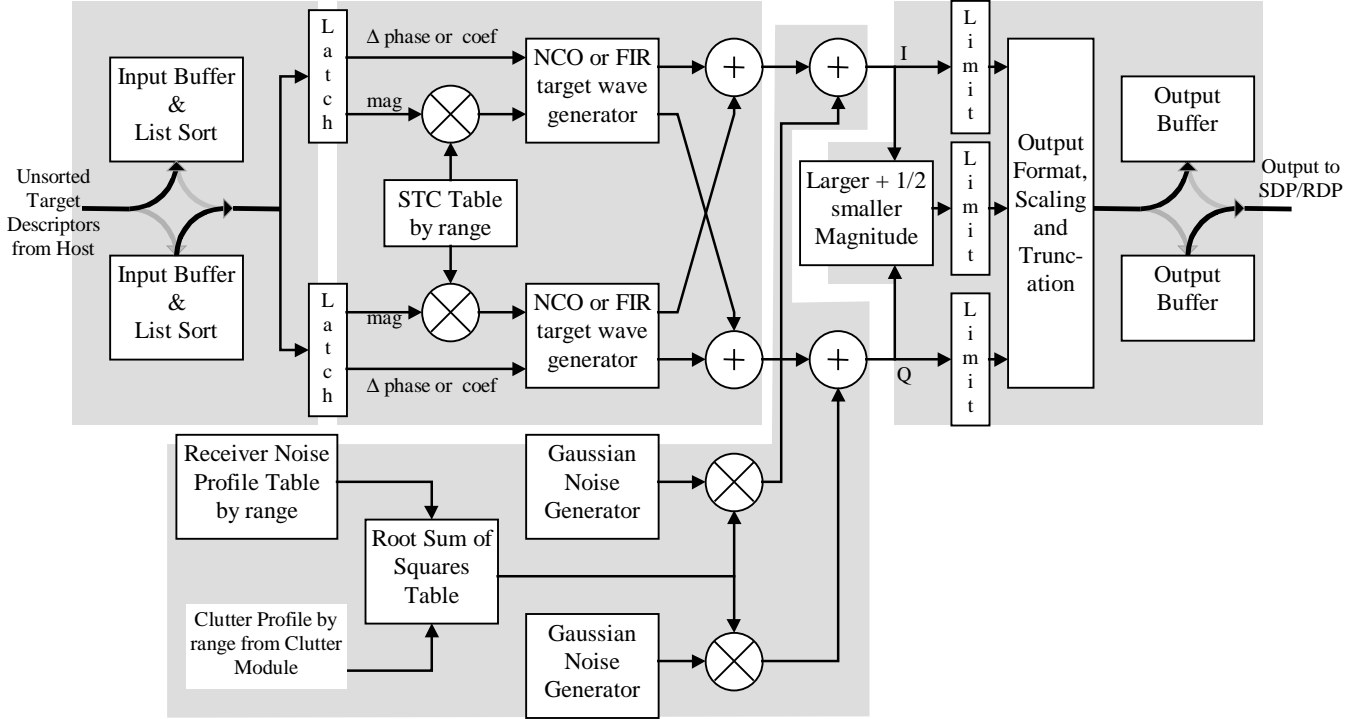 Input Buffer
&
List Sort
Unsorted
Target
Descriptors
from Host
Input Buffer
&
List Sort
L
a
t
c
h
Δ phase or coef
mag
STC Table
by range
L
a
t
c
h
mag
Δ phase or coef
NCO or FIR
target wave
generator
NCO or FIR
target wave
generator
+
+
+
+
I
Q
Larger + 1/2
smaller
Magnitude
L
i
m
i
t
L
i
m
i
t
L
i
m
i
t
Output
Format,
Scaling
and
Trunc-
ation
Output
Buffer
Output
Buffer
Output to
SDP/RDP
Receiver Noise
Profile Table
by range
Root Sum of
Squares
Table
Clutter Profile by
range from Clutter
Module
Gaussian
Noise
Generator
Gaussian
Noise
Generator